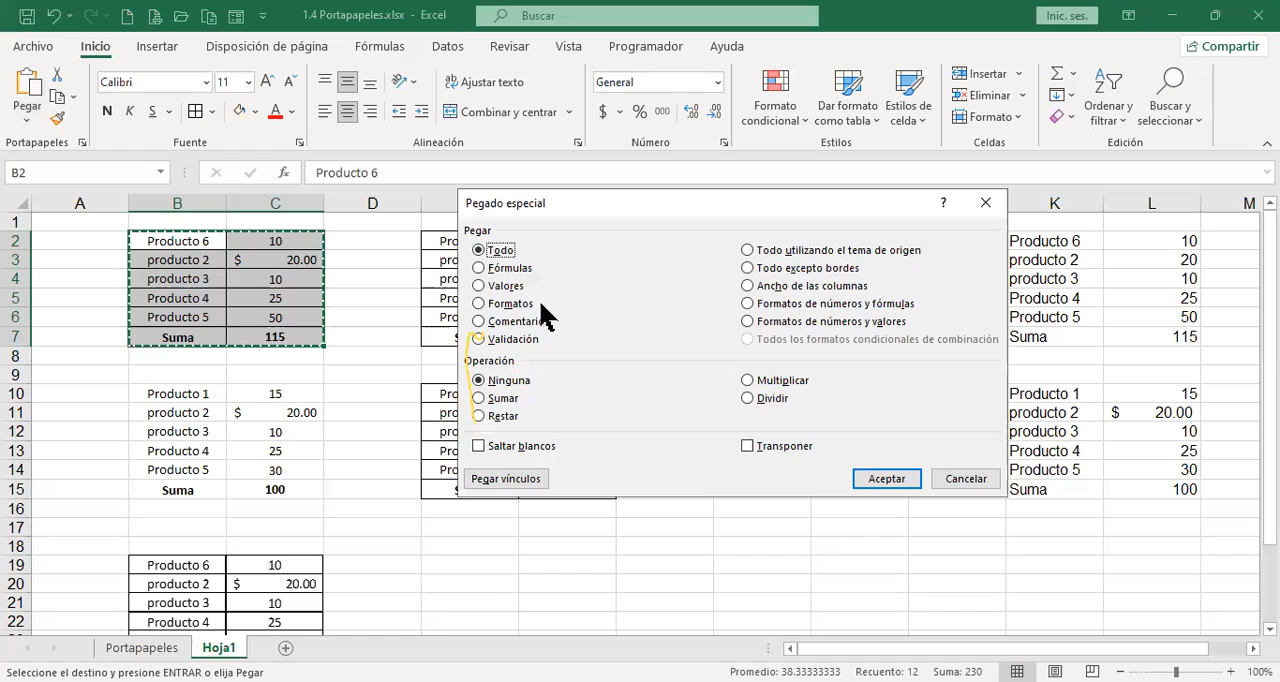 1.4 Portapapeles.xlsx - Excel
Buscar
Inic. ses.
Archivo Inicio Insertar Disposición de página Fórmulas Datos Revisar Vista Programador Ayuda Compartir
Calibri 11 Ajustar texto General Insertar
Pegar N K S Combinar y centrar $ % 000 Formato condicional Dar formato como tabla Estilos de celda Eliminar Ordenar y filtrar Buscar y seleccionar
Formato
Portapapeles Fuente Alineación Número Estilos Celdas Edición
B2 fx Producto 6
A B C D K L M
1
2 Producto 6 10 Producto 6 10
3 producto 2 $ 20.00 producto 2 20
4 producto 3 10 producto 3 10
5 Producto 4 25 Producto 4 25
6 Producto 5 50 Producto 5 50
7 Suma 115 Suma 115
8
9
10 Producto 1 15 Producto 1 15
11 producto 2 $ 20.00 producto 2 $ 20.00
12 producto 3 10 producto 3 10
13 Producto 4 25 Producto 4 25
14 Producto 5 30 Producto 5 30
15 Suma 100 Suma 100
16
17
18
19 Producto 6 10
20 producto 2 $ 20.00
21 producto 3 10
22 Producto 4 25
Pegado especial ?
Pegar
Todo Todo utilizando el tema de origen
Fórmulas Todo excepto bordes
Valores Ancho de las columnas
Formatos Formatos de números y fórmulas
Formatos de números y valores
Validación Todos los formatos condicionales de combinación
Operación
Ninguna Multiplicar
Sumar Dividir
Restar
Saltar blancos Transponer
Pegar vínculos Aceptar Cancelar
Portapapeles Hoja1
Seleccione el destino y presione ENTRAR o elija Pegar Promedio: 38.33333333 Recuento: 12 Suma: 230 100%